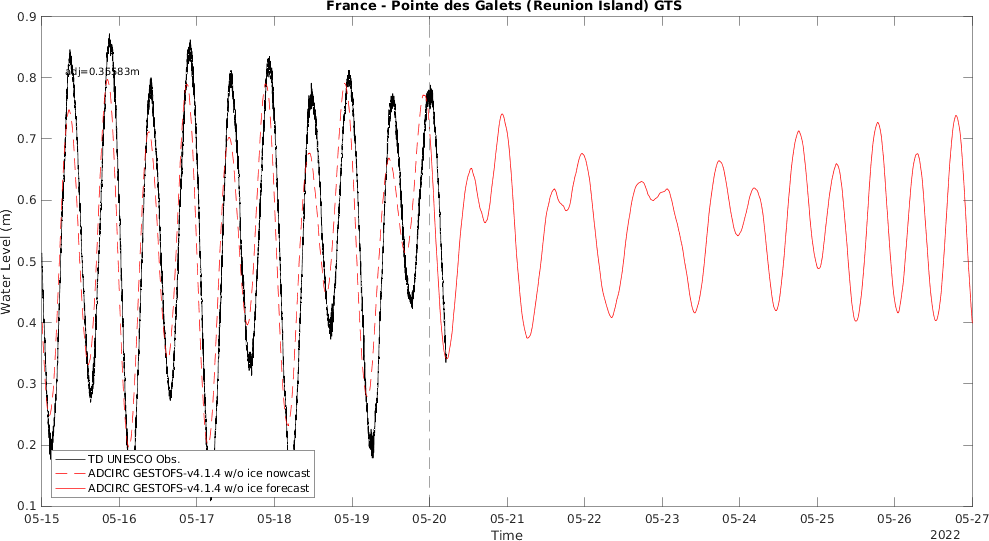 France - Pointe des Galets (Reunion Island) GTS
0.9
0.8
0.7
0.6
0.5
0.4
0.3
0.2
0.1
Water Level (m)
adj=0.35583m
TD UNESCO Obs.
ADCIRC GESTOFS-v4.1.4 w/o ice nowcast
ADCIRC GESTOFS-v4.1.4 w/o ice forecast
05-15 05-16 05-17 05-18 05-19 05-20 05-21 05-22 05-23 05-24 05-25 05-26 05-27
Time
2022